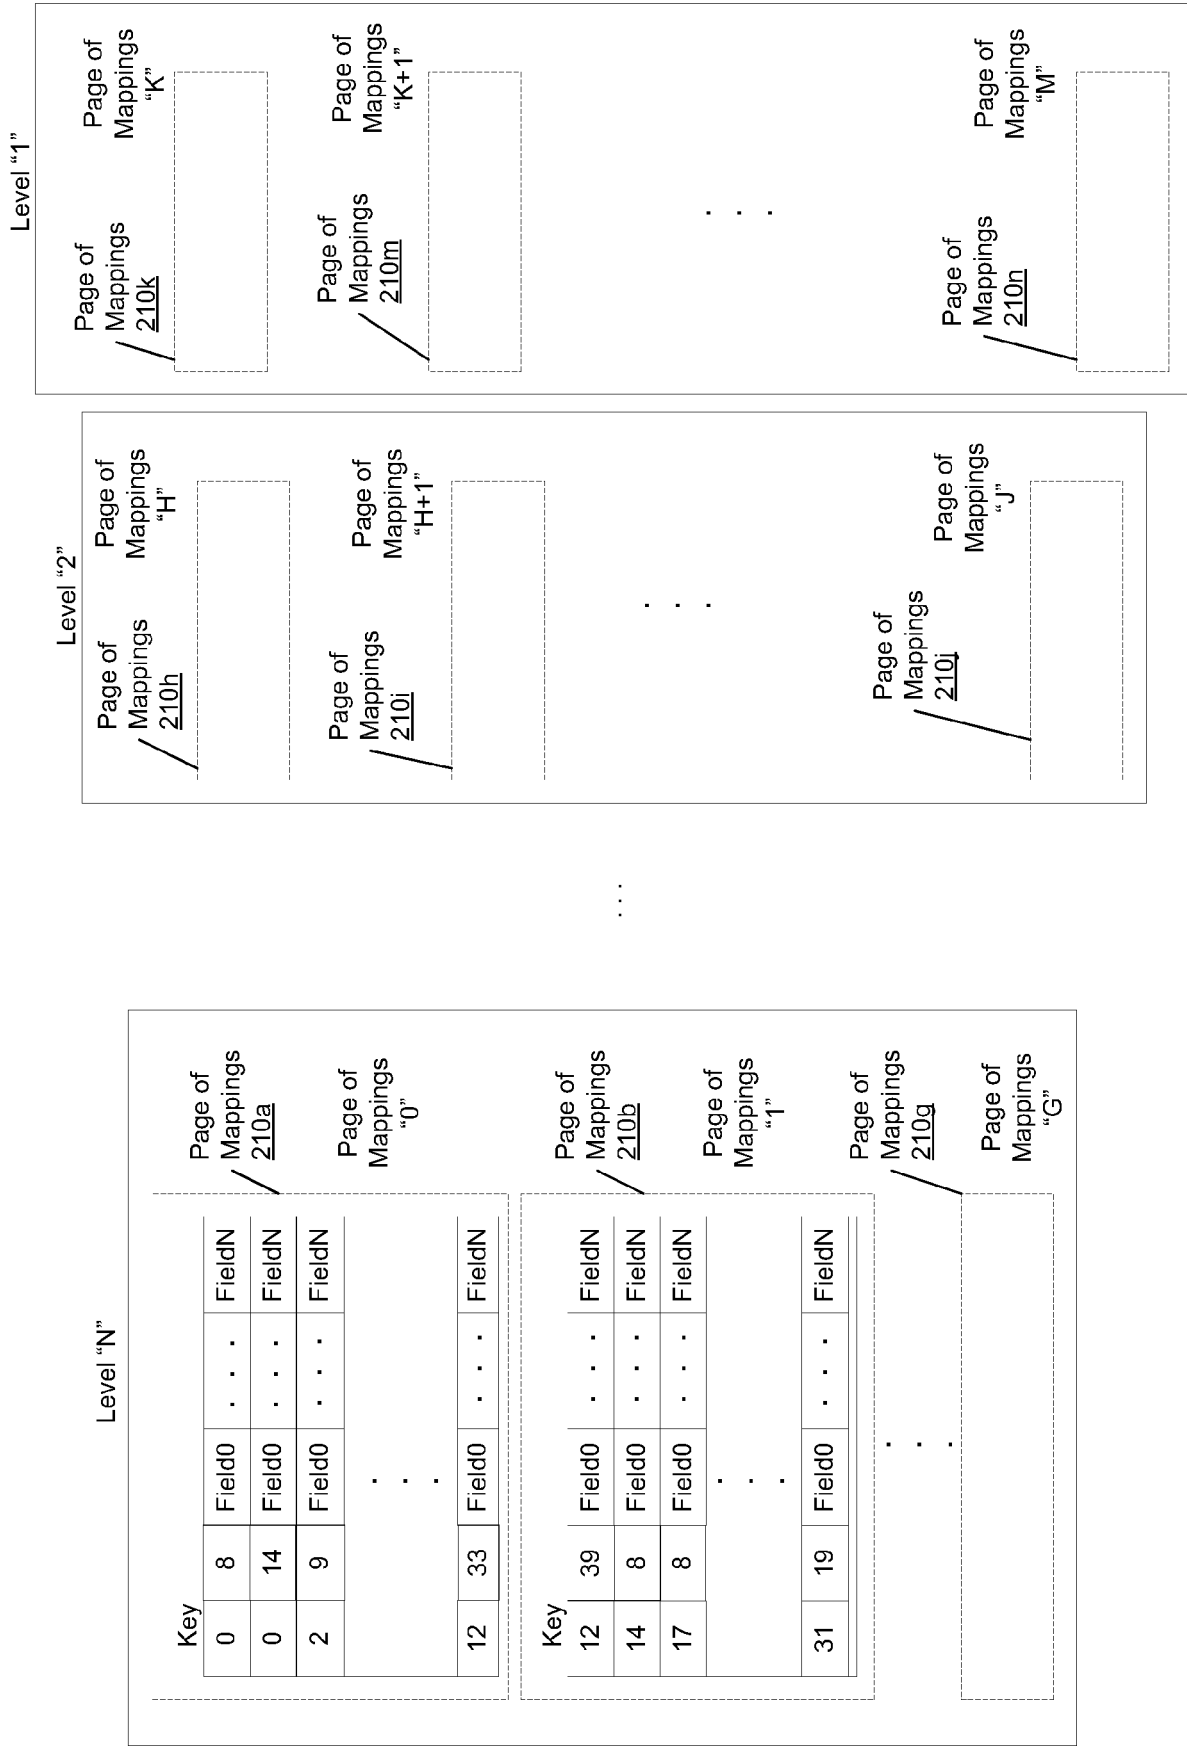 Level “N”
Key
0 8 Field0 . . . FieldN
0 14 Field0 . . . FieldN
2 9 Field0 . . . FieldN
. . .
12 33 Field0 . . . FieldN
Page of
Mappings
210a
Page of
Mappings
“0”
Key
12 39 Field0 . . . FieldN
14 8 Field0 . . . FieldN
17 8 Field0 . . . FieldN
. . .
31 19 Field0 . . . FieldN
Page of
Mappings
210b
Page of
Mappings
“1”
. . .
Page of
Mappings
210g
Page of
Mappings
“G”
. . .
Level “2”
Page of
Mappings
210h
Page of
Mappings
“H”
Page of
Mappings
210i
Page of
Mappings
“H+1”
. . .
Page of
Mappings
210j
Page of
Mappings
“J”
Level “1”
Page of
Mappings
210k
Page of
Mappings
“K”
Page of
Mappings
210m
Page of
Mappings
“K+1”
. . .
Page of
Mappings
210n
Page of
Mappings
“M”